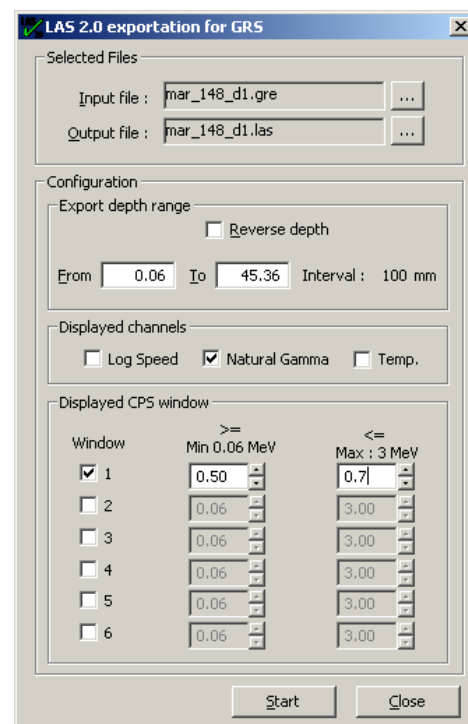 LAS 2.0 exportation for GRS
Selected Files
Input file : mar_148_d1.gre ...
Output file : mar_148_d1.las ...
Configuration
Export depth range
Reverse depth
From 0.06 To 45.36 Interval : 100 mm
Displayed channels
Log Speed Natural Gamma Temp.
Displayed CPS window
>= <=
Window Min 0.06 MeV Max : 3 MeV
1 0.50 0.7
2 0.06 3.00
3 0.06 3.00
4 0.06 3.00
5 0.06 3.00
6 0.06 3.00
Start Close